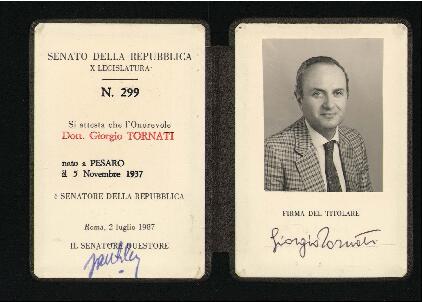 SENATO DELLA REPUBBLICA
X LEGISLATURA
N. 299
Si attesta che l'Onorevole
Dott. Giorgio TORNATI
nato a PESARO
il 5 Novembre 1937
è SENATORE DELLA REPUBBLICA
Roma, 2 luglio 1987
IL SENATORE QUESTORE
FIRMA DEL TITOLARE
Giorgio Tornati